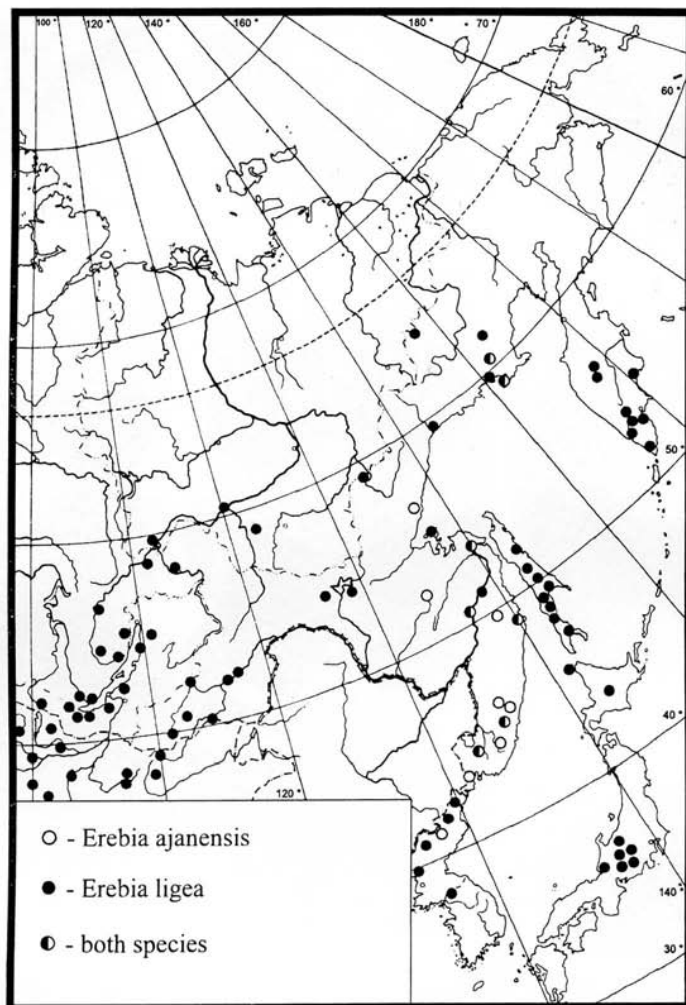 100° 120° 140° 160° 180° 70°
60°
50°
40°
120°
140°
30°
○ - Erebia ajanensis
● - Erebia ligea
◐ - both species